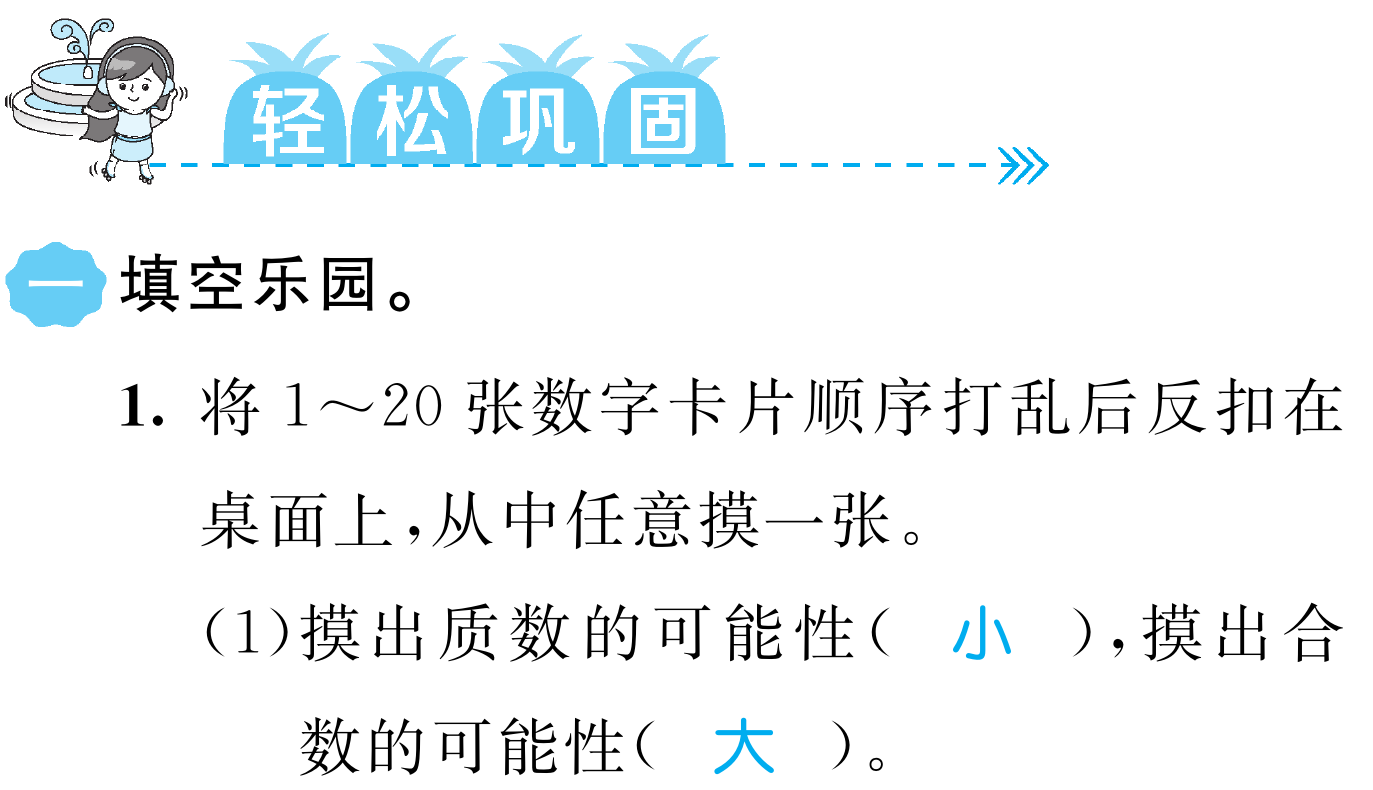 轻松巩固
一 填空乐园。
1. 将 1～20 张数字卡片顺序打乱后反扣在
桌面上,从中任意摸一张。
(1)摸出质数的可能性( 小 ),摸出合
数的可能性( 大 )。